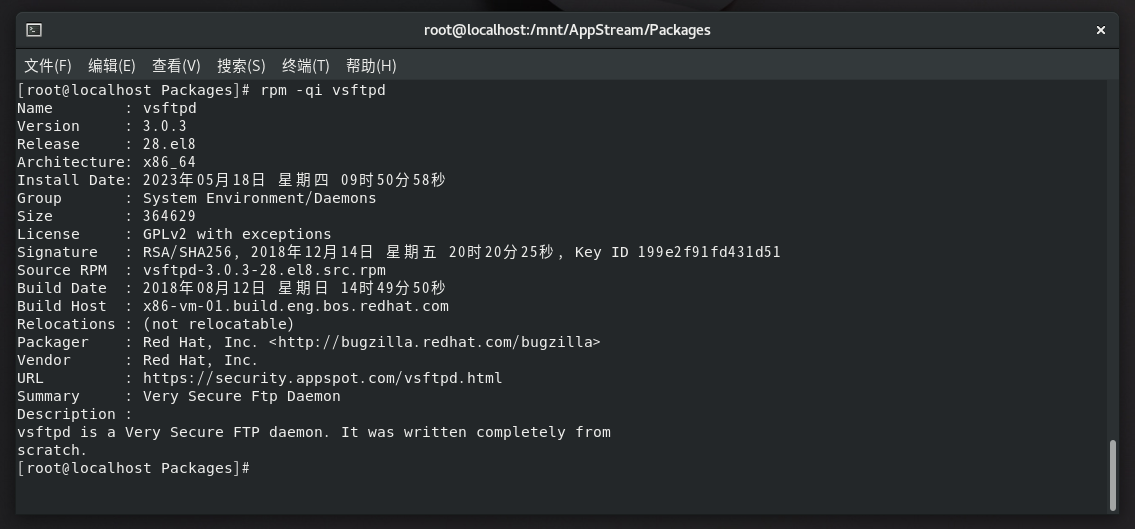 root@localhost:/mnt/AppStream/Packages
文件(F) 编辑(E) 查看(V) 搜索(S) 终端(T) 帮助(H)
[root@localhost Packages]# rpm -qi vsftpd
Name        : vsftpd
Version     : 3.0.3
Release     : 28.el8
Architecture: x86_64
Install Date: 2023年05月18日 星期四 09时50分58秒
Group       : System Environment/Daemons
Size        : 364629
License     : GPLv2 with exceptions
Signature   : RSA/SHA256, 2018年12月14日 星期五 20时20分25秒, Key ID 199e2f91fd431d51
Source RPM  : vsftpd-3.0.3-28.el8.src.rpm
Build Date  : 2018年08月12日 星期日 14时49分50秒
Build Host  : x86-vm-01.build.eng.bos.redhat.com
Relocations : (not relocatable)
Packager    : Red Hat, Inc. <http://bugzilla.redhat.com/bugzilla>
Vendor      : Red Hat, Inc.
URL         : https://security.appspot.com/vsftpd.html
Summary     : Very Secure Ftp Daemon
Description :
vsftpd is a Very Secure FTP daemon. It was written completely from
scratch.
[root@localhost Packages]#